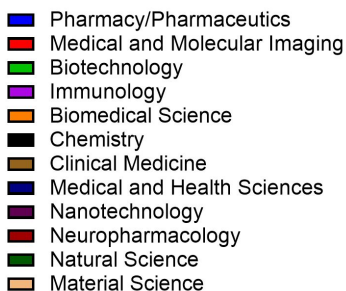 Pharmacy/Pharmaceutics
Medical and Molecular Imaging
Biotechnology
Immunology
Biomedical Science
Chemistry
Clinical Medicine
Medical and Health Sciences
Nanotechnology
Neuropharmacology
Natural Science
Material Science